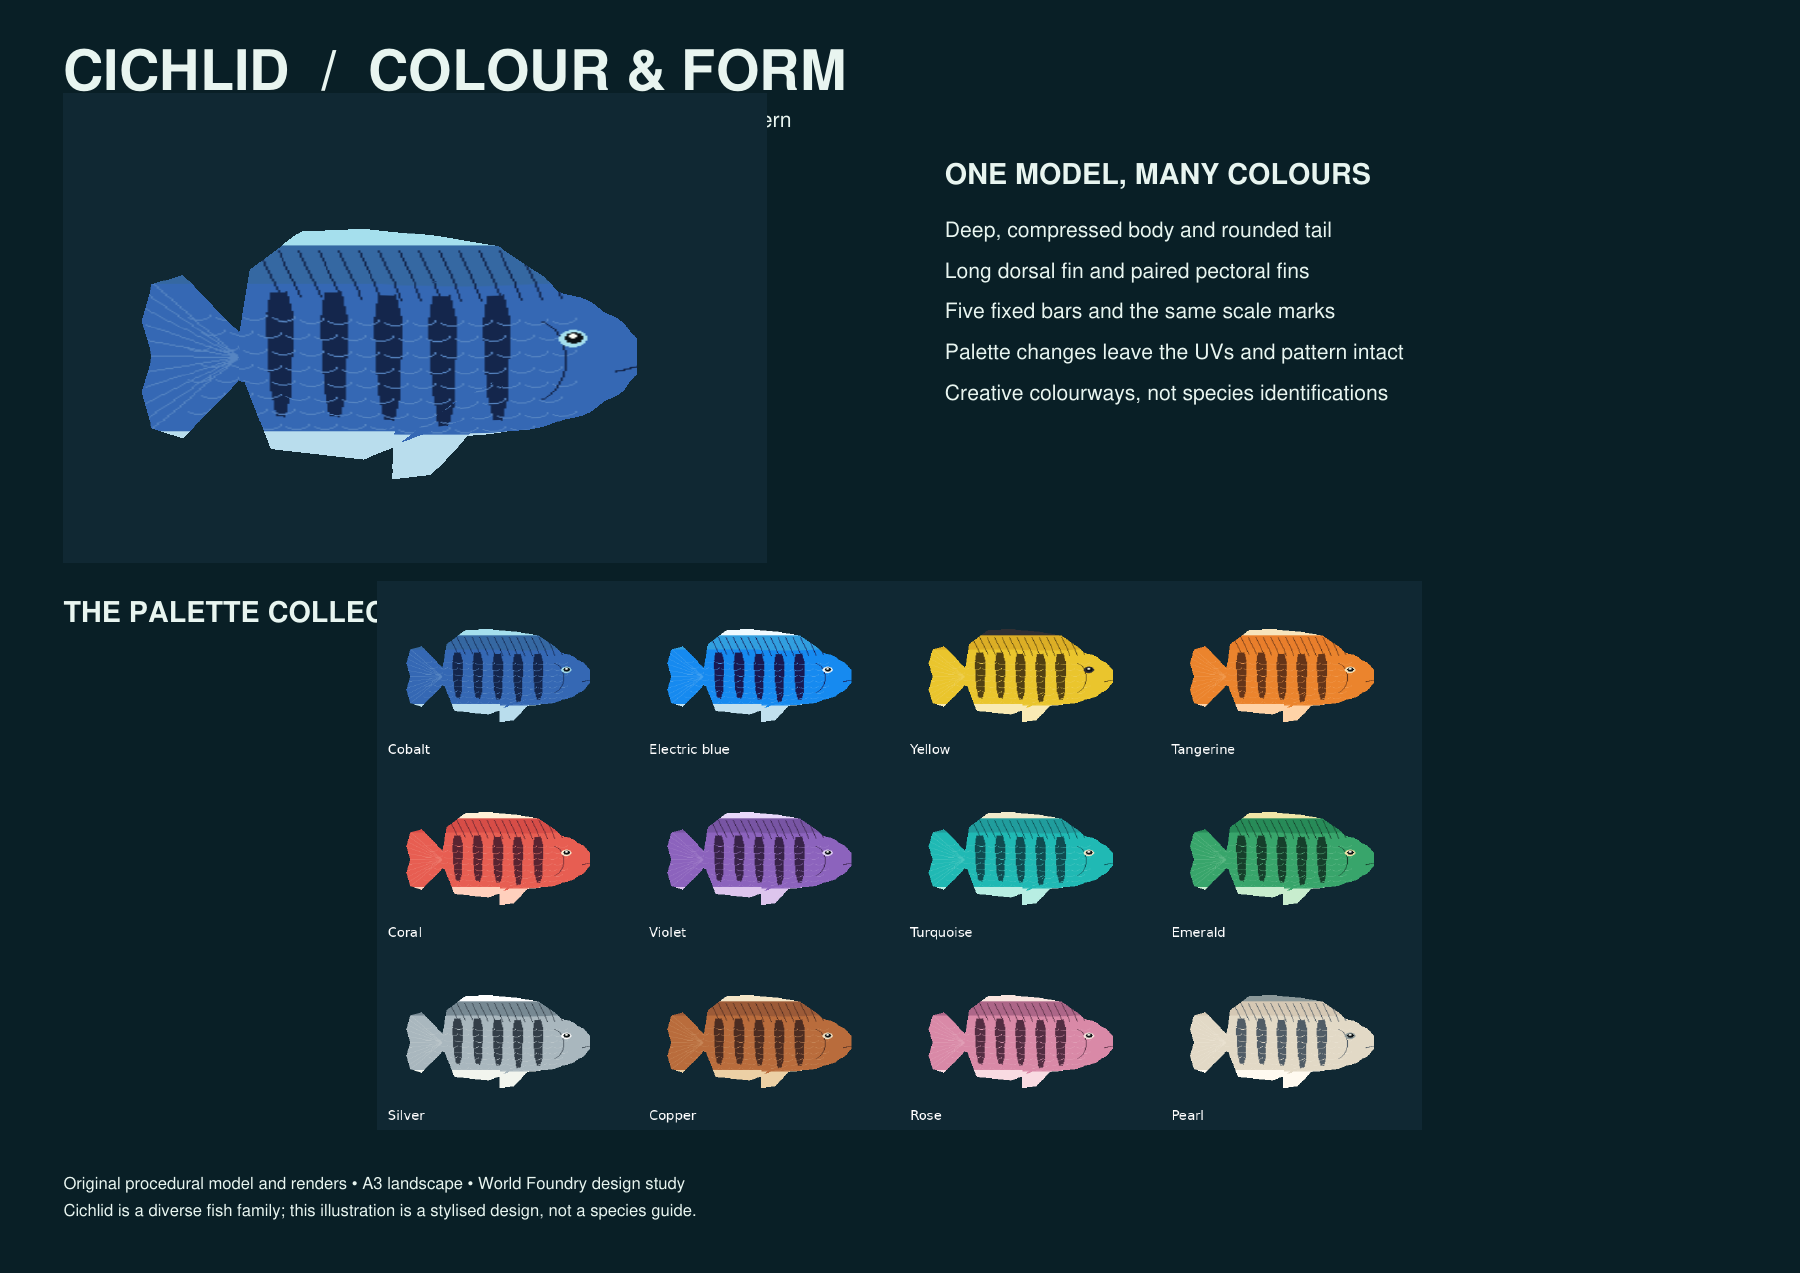 CICHLID / COLOUR & FORM
ern
ONE MODEL, MANY COLOURS
Deep, compressed body and rounded tail
Long dorsal fin and paired pectoral fins
Five fixed bars and the same scale marks
Palette changes leave the UVs and pattern intact
Creative colourways, not species identifications
THE PALETTE COLLEC
Cobalt
Electric blue
Yellow
Tangerine
Coral
Violet
Turquoise
Emerald
Silver
Copper
Rose
Pearl
Original procedural model and renders • A3 landscape • World Foundry design study
Cichlid is a diverse fish family; this illustration is a stylised design, not a species guide.